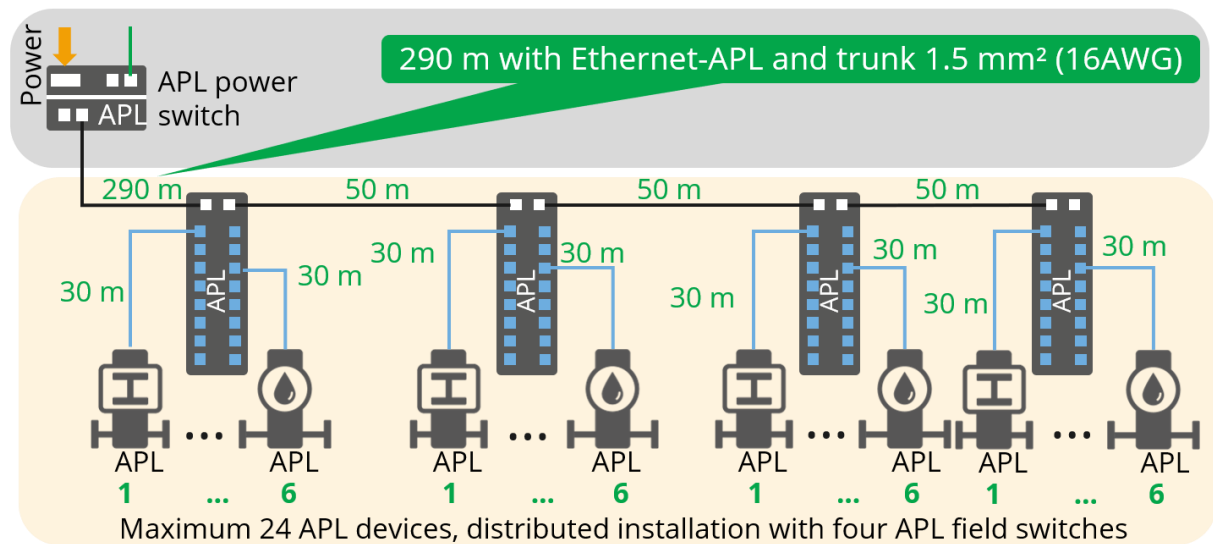 Power
APL power
switch
APL
290 m with Ethernet-APL and trunk 1.5 mm² (16AWG)
290 m
50 m
50 m
50 m
30 m
APL
30 m
30 m
APL
30 m
30 m
APL
30 m
30 m
APL
30 m
... ... ... ...
APL APL APL APL APL APL APL APL
1 ... 6 1 ... 6 1 ... 6 1 ... 6
Maximum 24 APL devices, distributed installation with four APL field switches